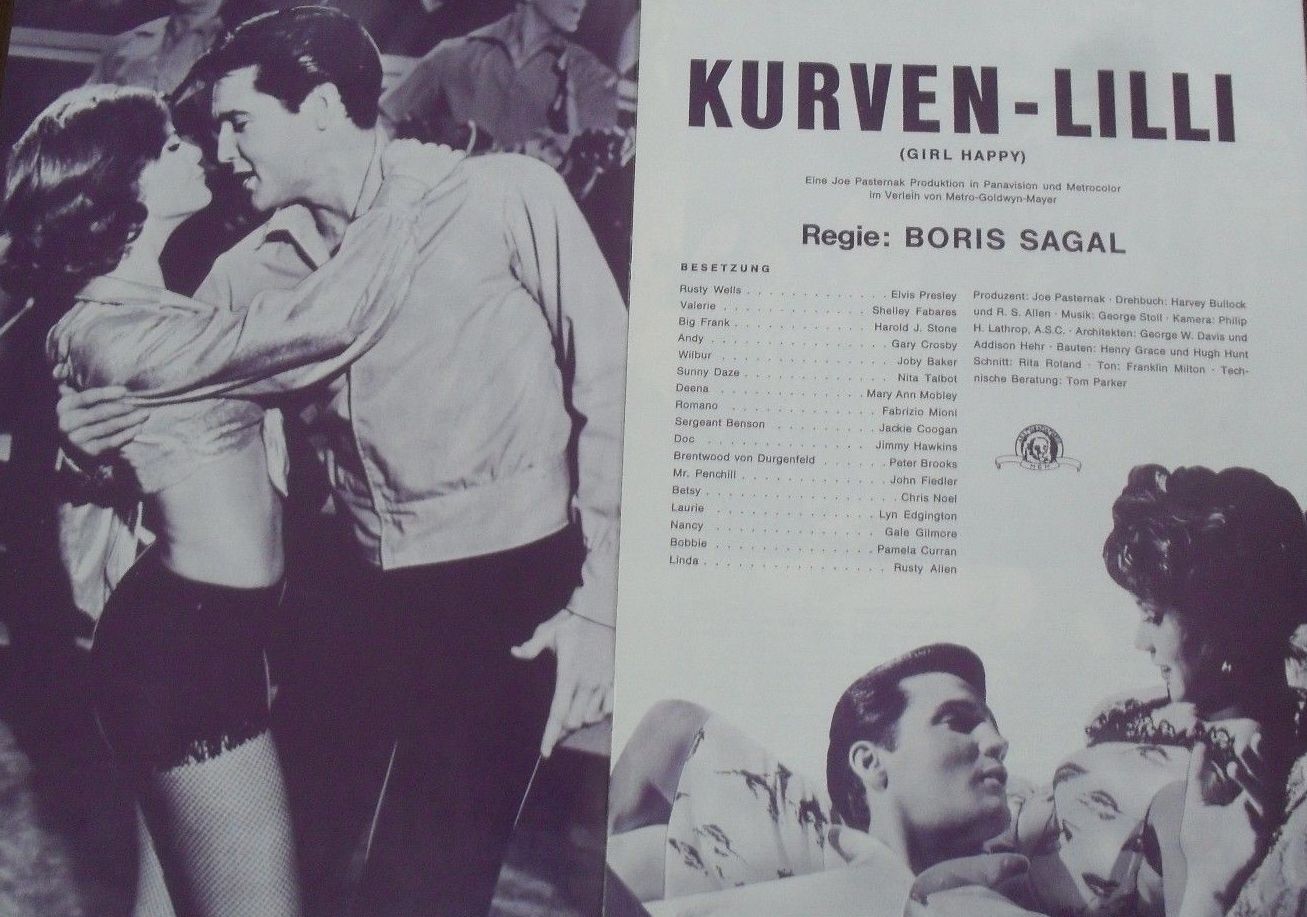 KURVEN-LILLI
(GIRL HAPPY)
Eine Joe Pasternak Produktion in Panavision und Metrocolor
im Verleih von Metro-Goldwyn-Mayer
Regie: BORIS SAGAL
BESETZUNG
Rusty Wells . . . . . . . . . . . . . Elvis Presley
Valerie . . . . . . . . . . . . . Shelley Fabares
Big Frank . . . . . . . . . . . . . Harold J. Stone
Andy . . . . . . . . . . . . . Gary Crosby
Wilbur . . . . . . . . . . . . . Joby Baker
Sunny Daze . . . . . . . . . . . . . Nita Talbot
Deena . . . . . . . . . . . . . Mary Ann Mobley
Romano . . . . . . . . . . . . . Fabrizio Mioni
Sergeant Benson . . . . . . . . . Jackie Coogan
Doc . . . . . . . . . . . . . Jimmy Hawkins
Brentwood von Durgenfeld . . . . . . Peter Brooks
Mr. Penchill . . . . . . . . . . . . John Fiedler
Betsy . . . . . . . . . . . . . Chris Noel
Laurie . . . . . . . . . . . . . Lyn Edgington
Nancy . . . . . . . . . . . . . Gale Gilmore
Bobbie . . . . . . . . . . . . . Pamela Curran
Linda . . . . . . . . . . . . . Rusty Allen
Produzent: Joe Pasternak · Drehbuch: Harvey Bullock
und R. S. Allen · Musik: George Stoll · Kamera: Philip
H. Lathrop, A.S.C. · Architekten: George W. Davis und
Addison Hehr · Bauten: Henry Grace und Hugh Hunt
Schnitt: Rita Roland · Ton: Franklin Milton · Tech-
nische Beratung: Tom Parker
MGM